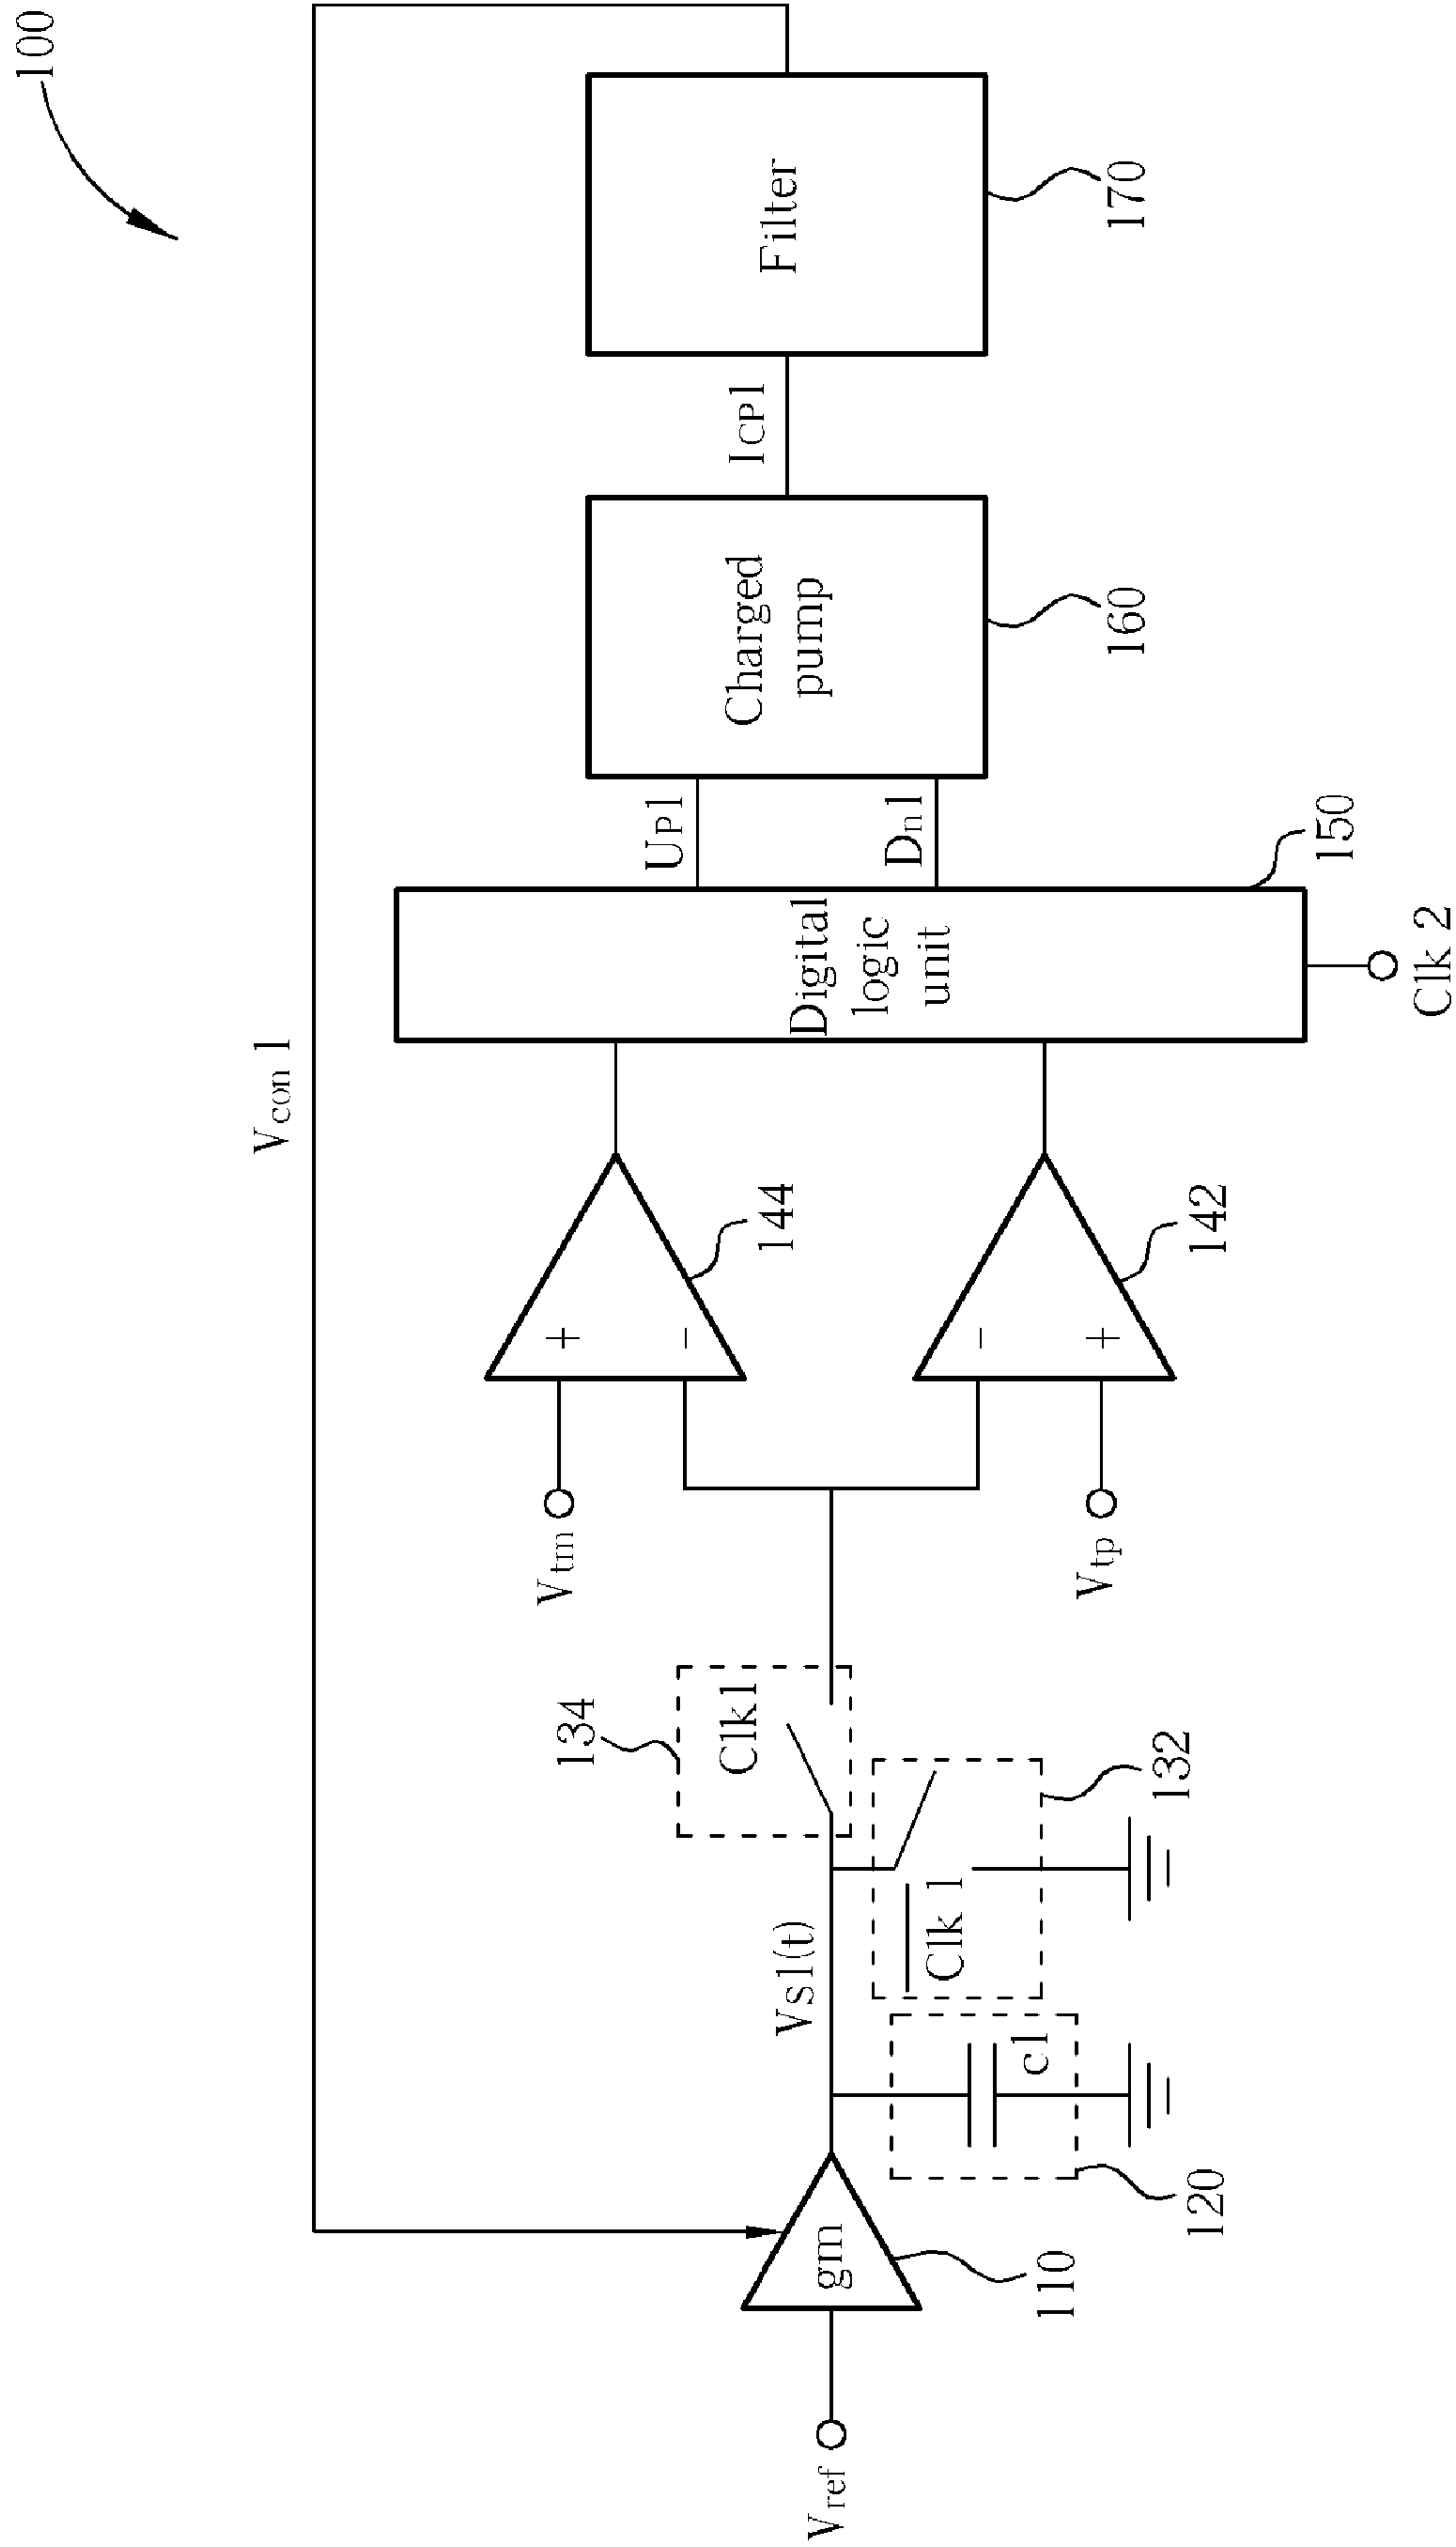 100
Vcon 1
Vref
gm
110
Vs1(t)
c1
120
Clk 1
132
Clk1
134
Vtm
Vtp
+
-
144
-
+
142
Digital
logic
unit
150
Clk 2
UP1
Dn1
Charged
pump
160
ICP1
Filter
170